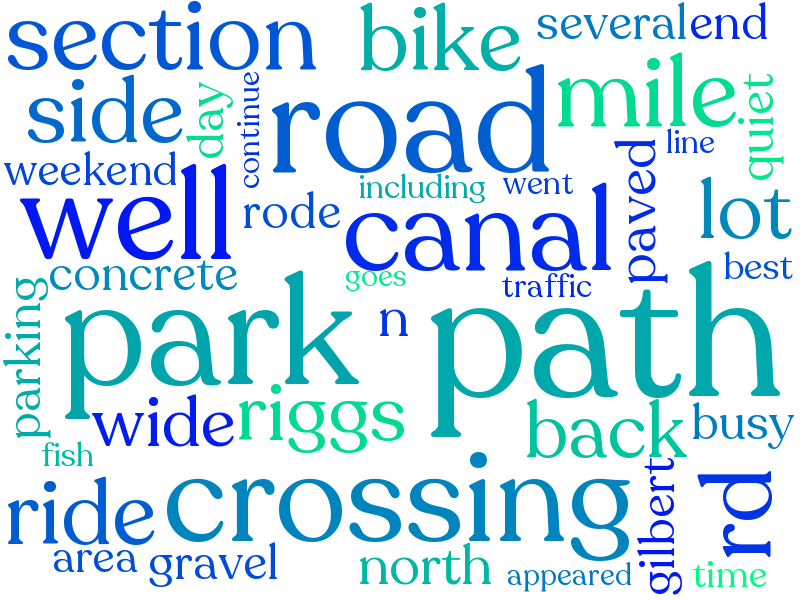 section
bike
several
end
side
day
continue
road
mile
quiet
weekend
well
including
went
line
paved
rode
canal
lot
concrete
goes
traffic
best
parking
park
n
path
wide
riggs
back
busy
fish
ride
crossing
gilbert
rd
area
gravel
north
appeared
time